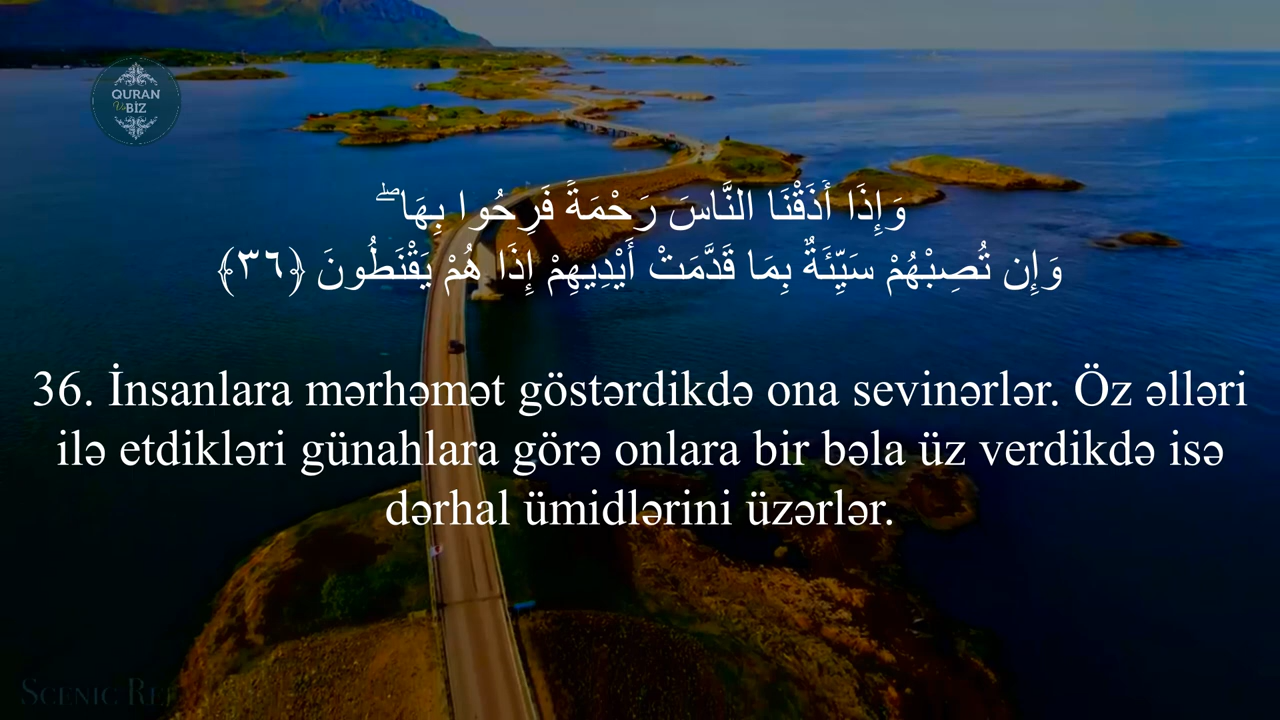 QURAN
Və BİZ
وَإِذَا أَذَقْنَا النَّاسَ رَحْمَةً فَرِحُوا بِهَا ۖ
وَإِن تُصِبْهُمْ سَيِّئَةٌ بِمَا قَدَّمَتْ أَيْدِيهِمْ إِذَا هُمْ يَقْنَطُونَ ﴿٣٦﴾
36. İnsanlara mərhəmət göstərdikdə ona sevinərlər. Öz əlləri
ilə etdikləri günahlara görə onlara bir bəla üz verdikdə isə
dərhal ümidlərini üzərlər.
SCENIC